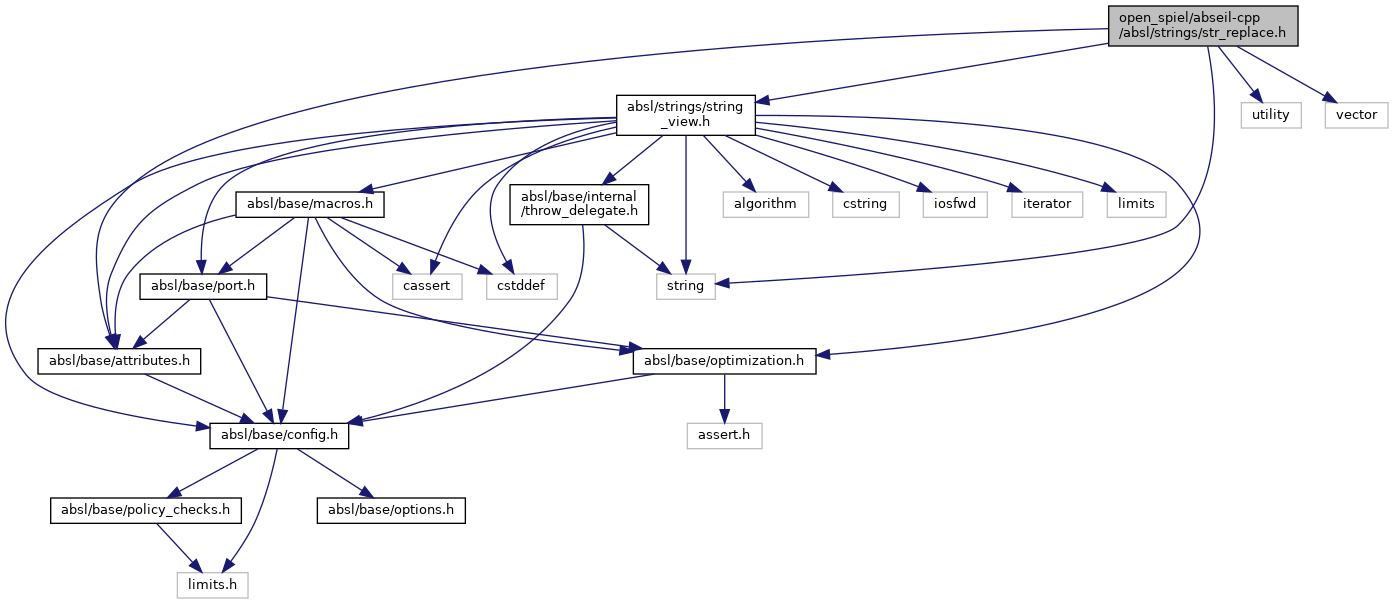 open_spiel/abseil-cpp
/absl/strings/str_replace.h
absl/strings/string
_view.h
utility
vector
absl/base/macros.h
absl/base/internal
/throw_delegate.h
algorithm
cstring
iosfwd
iterator
limits
absl/base/port.h
cassert
cstddef
string
absl/base/attributes.h
absl/base/optimization.h
absl/base/config.h
assert.h
absl/base/policy_checks.h
absl/base/options.h
limits.h